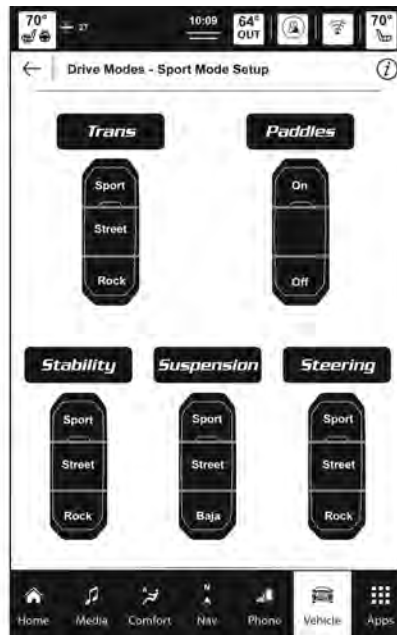 70° 27 10:09 64° OUT 70°
Drive Modes - Sport Mode Setup
Trans Paddles
Sport On
Street
Rock Off
Stability Suspension Steering
Sport Sport Sport
Street Street Street
Rock Baja Rock
N
Home Media Comfort Nav Phone Vehicle Apps